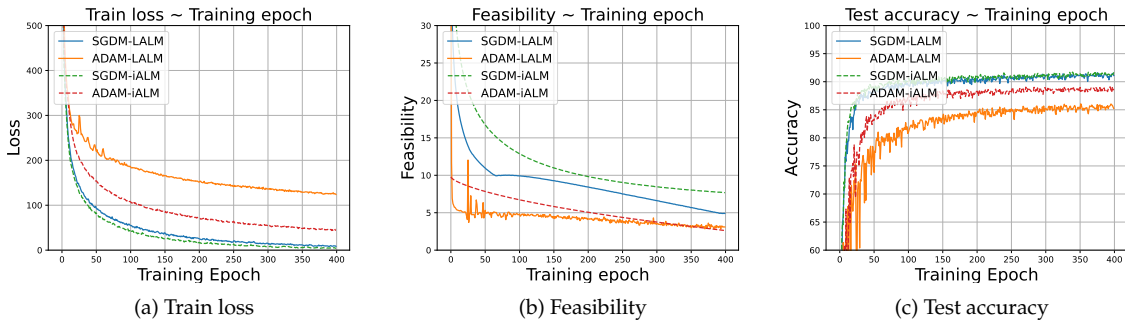 Train loss ~ Training epoch
500
400
300
200
100
0
Loss
SGDM-LALM
ADAM-LALM
SGDM-iALM
ADAM-iALM
0 50 100 150 200 250 300 350 400
Training Epoch
(a) Train loss
Feasibility ~ Training epoch
30
25
20
15
10
5
0
Feasibility
SGDM-LALM
ADAM-LALM
SGDM-iALM
ADAM-iALM
0 50 100 150 200 250 300 350 400
Training epoch
(b) Feasibility
Test accuracy ~ Training epoch
100
95
90
85
80
75
70
65
60
Accuracy
SGDM-LALM
ADAM-LALM
SGDM-iALM
ADAM-iALM
0 50 100 150 200 250 300 350 400
Training Epoch
(c) Test accuracy